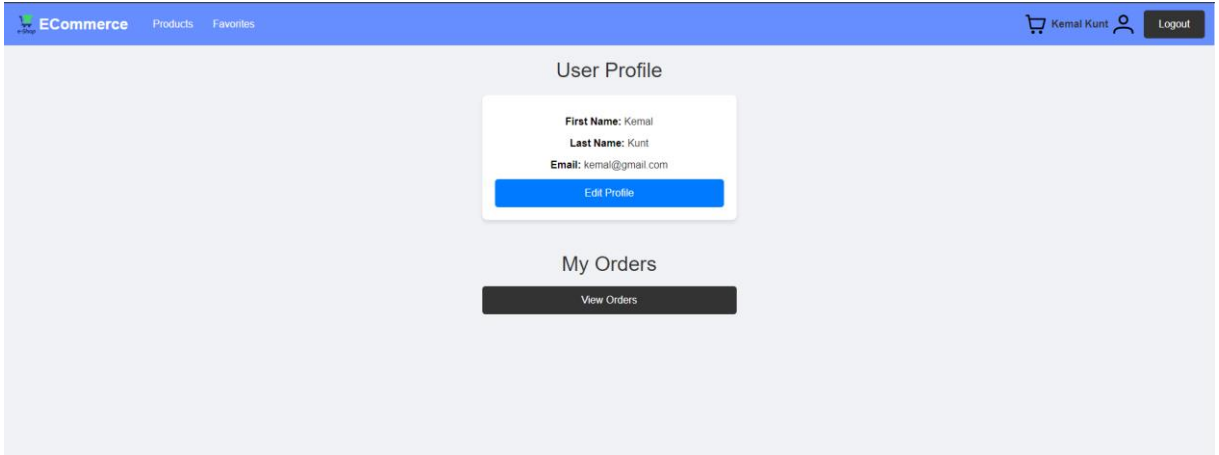 e-Shop
ECommerce Products Favorites Kemal Kunt Logout
User Profile
First Name: Kemal
Last Name: Kunt
Email: kemal@gmail.com
Edit Profile
My Orders
View Orders